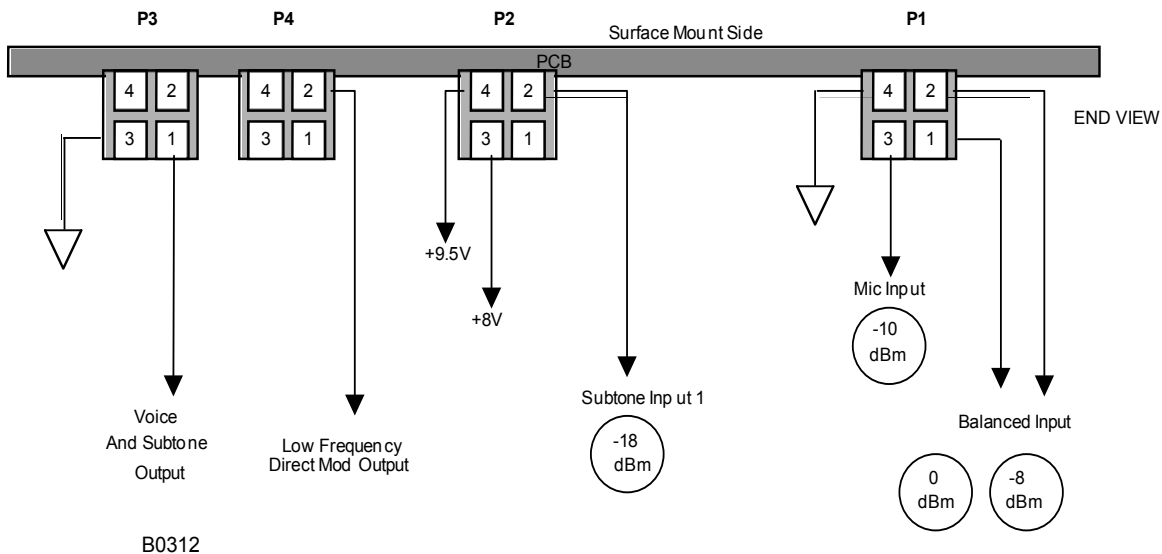 P3 P4 P2 P1
Surface Mount Side
PCB
4 2 4 2 4 2 4 2
3 1 3 1 3 1 3 1
END VIEW
+9.5V
+8V
Mic Input
-10
dBm
Voice
And Subtone
Output
Low Frequency
Direct Mod Output
Subtone Input 1
-18
dBm
Balanced Input
0
dBm
-8
dBm
B0312